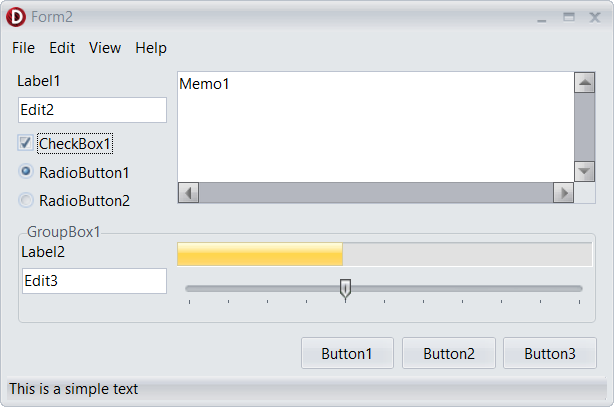 Form2
File Edit View Help
Label1
Edit2
CheckBox1
RadioButton1
RadioButton2
Memo1
GroupBox1
Label2
Edit3
Button1 Button2 Button3
This is a simple text